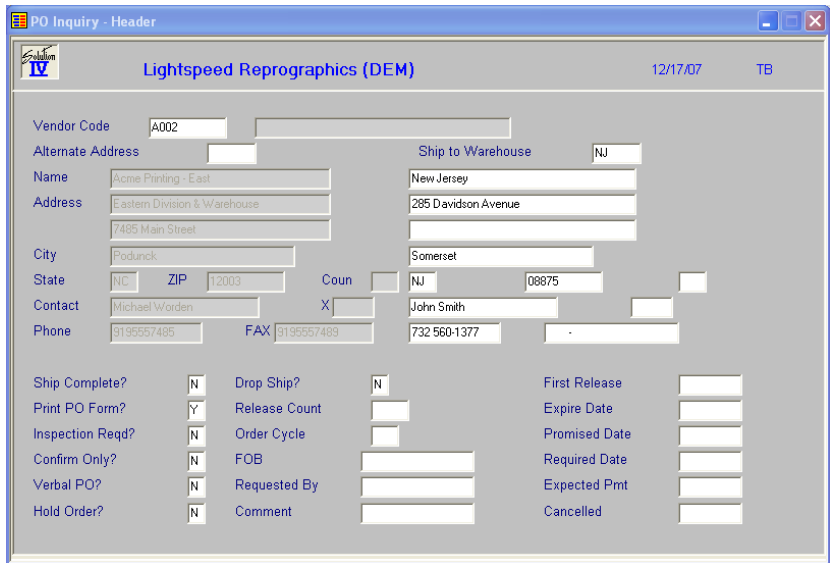 PO Inquiry - Header
Solution IV
Lightspeed Reprographics (DEM) 12/17/07 TB
Vendor Code A002
Alternate Address Ship to Warehouse NJ
Name Acme Printing - East New Jersey
Address Eastern Division & Warehouse 285 Davidson Avenue
7485 Main Street
City Podunck Somerset
State NC ZIP 12003 Coun NJ 08875
Contact Michael Worden X John Smith
Phone 9195557485 FAX 9195557489 732 560-1377 -
Ship Complete? N Drop Ship? N First Release
Print PO Form? Y Release Count Expire Date
Inspection Reqd? N Order Cycle Promised Date
Confirm Only? N FOB Required Date
Verbal PO? N Requested By Expected Pmt
Hold Order? N Comment Cancelled